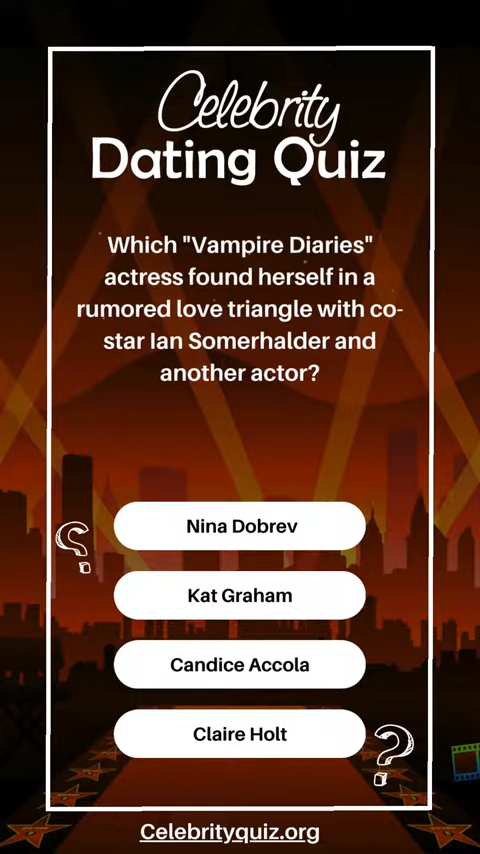 Celebrity
Dating Quiz
Which "Vampire Diaries"
actress found herself in a
rumored love triangle with co-
star Ian Somerhalder and
another actor?
Nina Dobrev
?
Kat Graham
Candice Accola
Claire Holt
?
Celebrityquiz.org